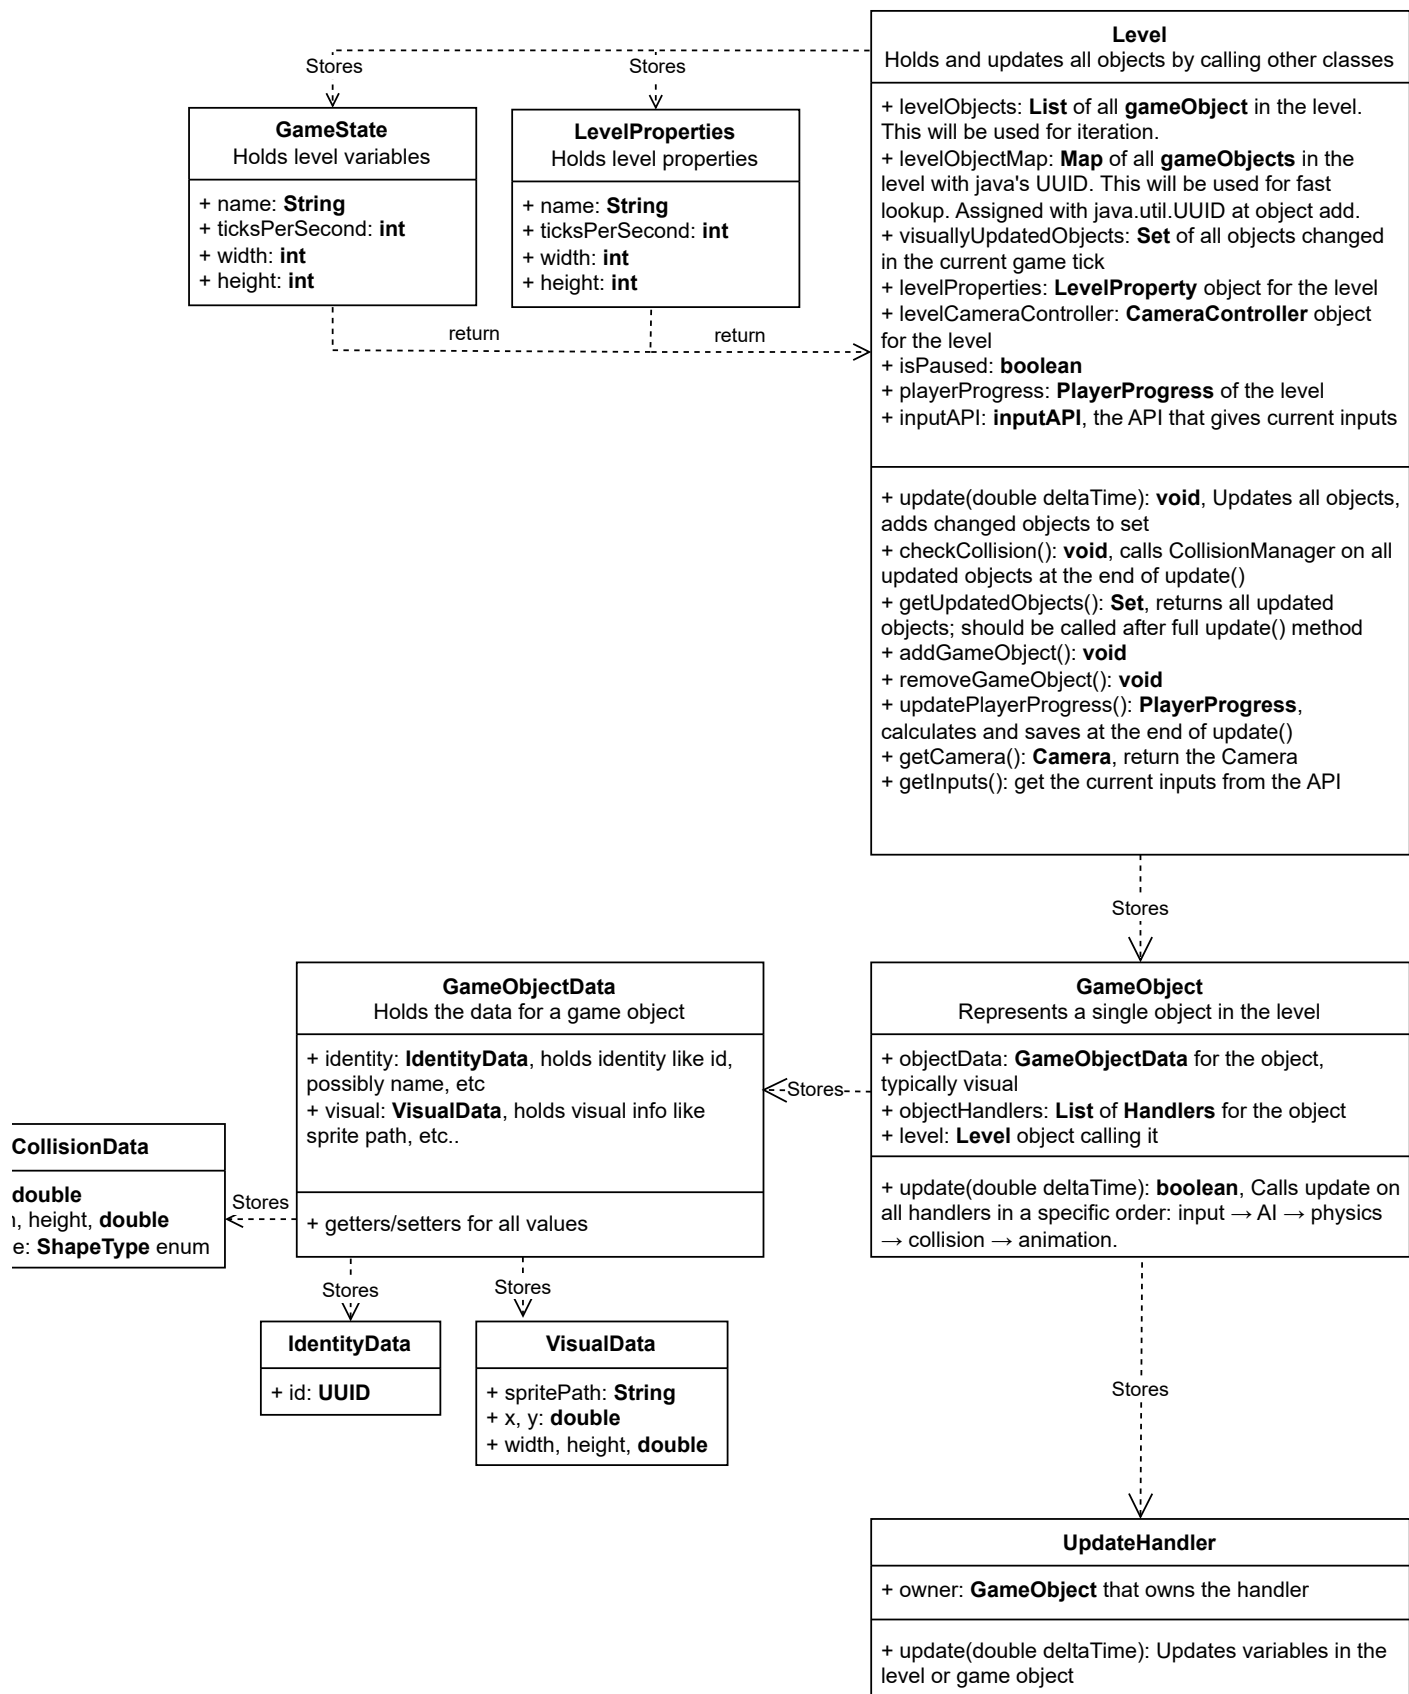 Level
Holds and updates all objects by calling other classes
+ levelObjects: List of all gameObject in the level.
This will be used for iteration.
+ levelObjectMap: Map of all gameObjects in the
level with java's UUID. This will be used for fast
lookup. Assigned with java.util.UUID at object add.
+ visuallyUpdatedObjects: Set of all objects changed
in the current game tick
+ levelProperties: LevelProperty object for the level
+ levelCameraController: CameraController object
for the level
+ isPaused: boolean
+ playerProgress: PlayerProgress of the level
+ inputAPI: inputAPI, the API that gives current inputs
+ update(double deltaTime): void, Updates all objects,
adds changed objects to set
+ checkCollision(): void, calls CollisionManager on all
updated objects at the end of update()
+ getUpdatedObjects(): Set, returns all updated
objects; should be called after full update() method
+ addGameObject(): void
+ removeGameObject(): void
+ updatePlayerProgress(): PlayerProgress,
calculates and saves at the end of update()
+ getCamera(): Camera, return the Camera
+ getInputs(): get the current inputs from the API
Stores
Stores
GameState
Holds level variables
+ name: String
+ ticksPerSecond: int
+ width: int
+ height: int
LevelProperties
Holds level properties
+ name: String
+ ticksPerSecond: int
+ width: int
+ height: int
return
return
Stores
GameObject
Represents a single object in the level
+ objectData: GameObjectData for the object,
typically visual
+ objectHandlers: List of Handlers for the object
+ level: Level object calling it
+ update(double deltaTime): boolean, Calls update on
all handlers in a specific order: input → AI → physics
→ collision → animation.
Stores
GameObjectData
Holds the data for a game object
+ identity: IdentityData, holds identity like id,
possibly name, etc
+ visual: VisualData, holds visual info like
sprite path, etc..
+ getters/setters for all values
Stores
CollisionData
double
, height, double
e: ShapeType enum
Stores
Stores
IdentityData
+ id: UUID
VisualData
+ spritePath: String
+ x, y: double
+ width, height, double
Stores
UpdateHandler
+ owner: GameObject that owns the handler
+ update(double deltaTime): Updates variables in the
level or game object